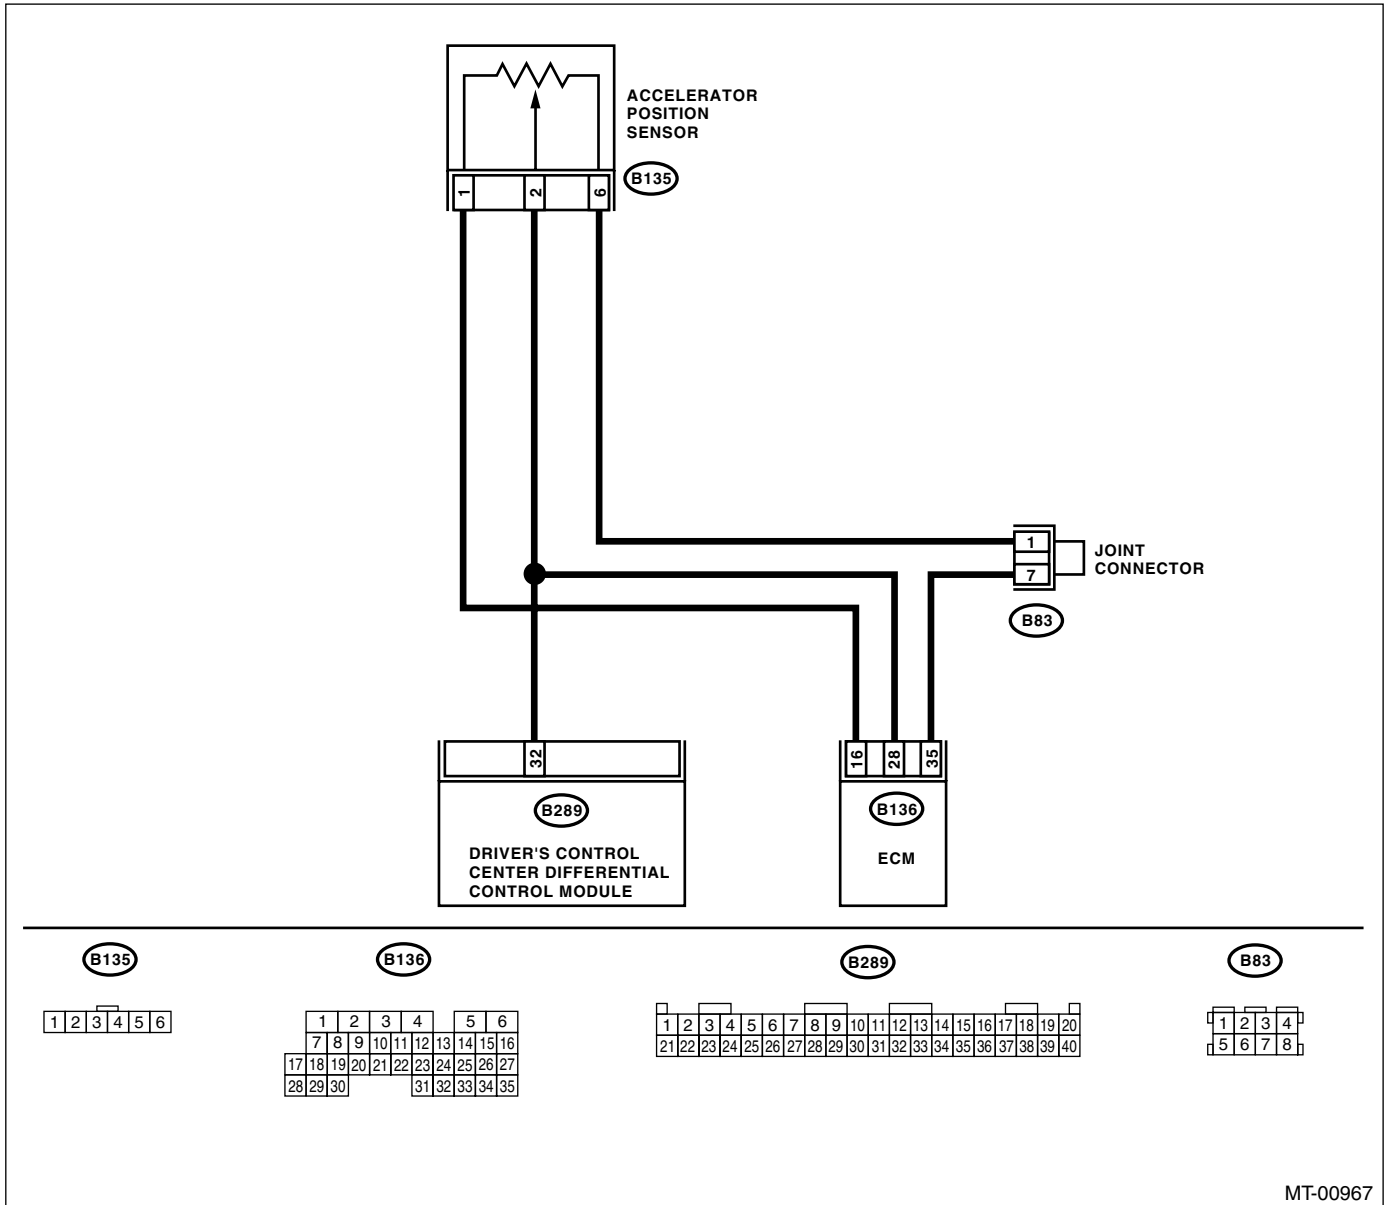 ACCELERATOR
POSITION
SENSOR
B135
1 2 6
1
7
JOINT
CONNECTOR
B83
32
16 28 35
B289
DRIVER'S CONTROL
CENTER DIFFERENTIAL
CONTROL MODULE
B136
ECM
B135
1 2 3 4 5 6
B136
1 2 3 4 5 6
7 8 9 10 11 12 13 14 15 16
17 18 19 20 21 22 23 24 25 26 27
28 29 30 31 32 33 34 35
B289
1 2 3 4 5 6 7 8 9 10 11 12 13 14 15 16 17 18 19 20
21 22 23 24 25 26 27 28 29 30 31 32 33 34 35 36 37 38 39 40
B83
1 2 3 4
5 6 7 8
MT-00967